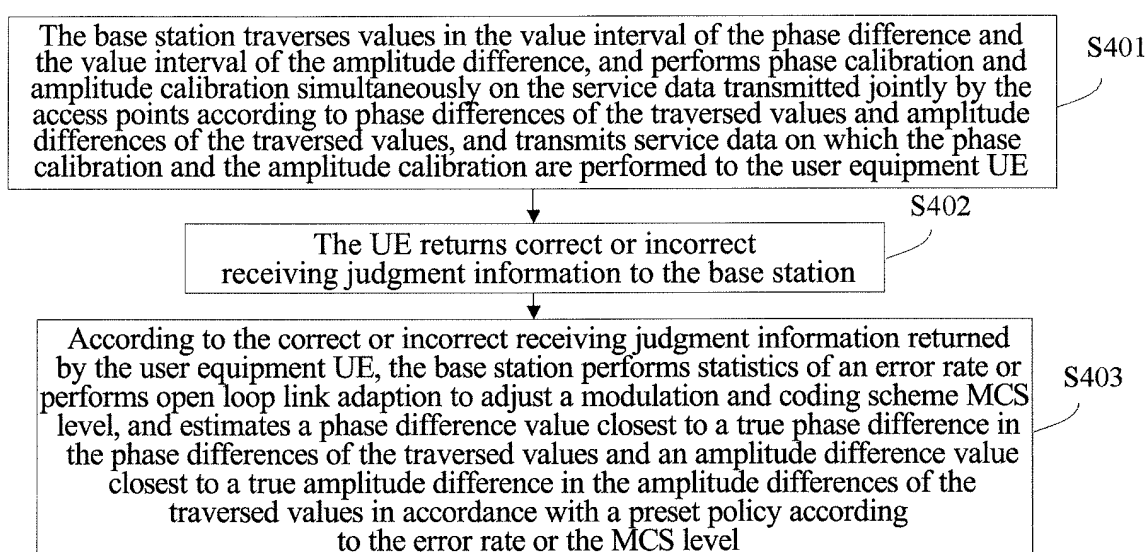 The base station traverses values in the value interval of the phase difference and
the value interval of the amplitude difference, and performs phase calibration and
amplitude calibration simultaneously on the service data transmitted jointly by the
access points according to phase differences of the traversed values and amplitude
differences of the traversed values, and transmits service data on which the phase
calibration and the amplitude calibration are performed to the user equipment UE
S401
S402
The UE returns correct or incorrect
receiving judgment information to the base station
According to the correct or incorrect receiving judgment information returned
by the user equipment UE, the base station performs statistics of an error rate or
performs open loop link adaption to adjust a modulation and coding scheme MCS
level, and estimates a phase difference value closest to a true phase difference in
the phase differences of the traversed values and an amplitude difference value
closest to a true amplitude difference in the amplitude differences of the
traversed values in accordance with a preset policy according
to the error rate or the MCS level
S403